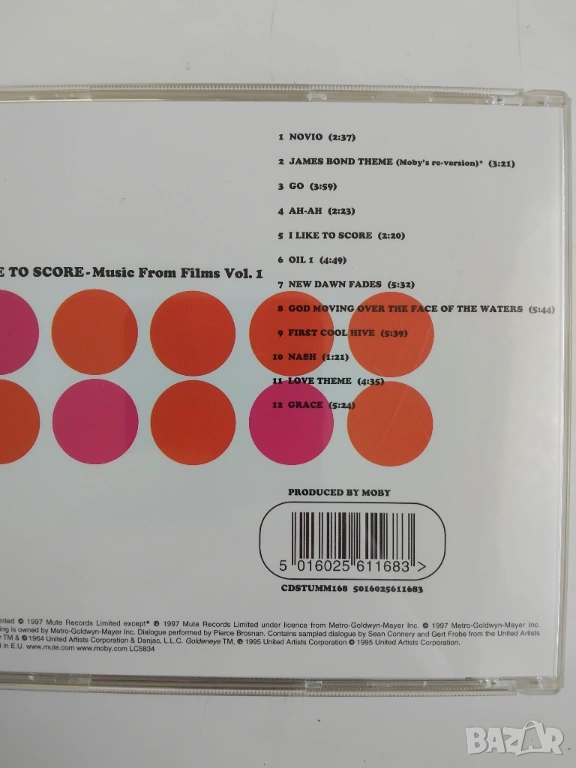 1 NOVIO (2:37)
2 JAMES BOND THEME (Moby's re-version)* (3:21)
3 GO (3:59)
4 AH-AH (2:23)
5 I LIKE TO SCORE (2:20)
6 OIL 1 (4:49)
E TO SCORE - Music From Films Vol. 1
7 NEW DAWN FADES (5:32)
8 GOD MOVING OVER THE FACE OF THE WATERS (5:44)
9 FIRST COOL HIVE (5:39)
10 NASH (1:21)
11 LOVE THEME (4:35)
12 GRACE (5:24)
PRODUCED BY MOBY
5 016025 611683 >
CDSTUMM168 5016025611683
ited ℗ 1997 Mute Records Limited except* ℗ 1997 Mute Records Limited under licence from Metro-Goldwyn-Mayer Inc. © 1997 Metro-Goldwyn-Mayer Inc.
ing is owned by Metro-Goldwyn-Mayer Inc. Dialogue performed by Pierce Brosnan. Contains sampled dialogue by Sean Connery and Gert Frobe from the United Artists
r TM & © 1964 United Artists Corporation & Danjac, L.L.C. Goldeneye TM, © 1995 United Artists Corporation © 1995 United Artists Corporation.
d in E.U. www.mute.com www.moby.com LC5834
BAZAR